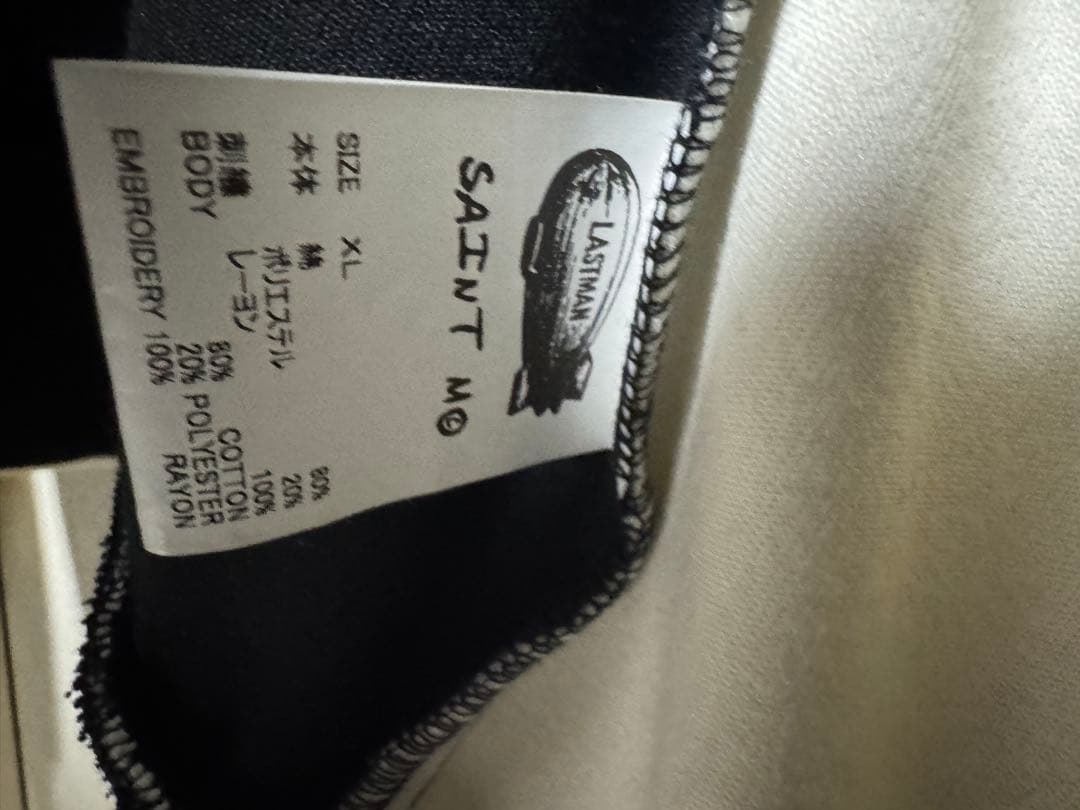 LASTMAN
SAINT M©
SIZE XL
本体 綿 80%
ポリエステル 20%
刺繍 レーヨン 100%
BODY 80% COTTON
20% POLYESTER
EMBROIDERY 100% RAYON